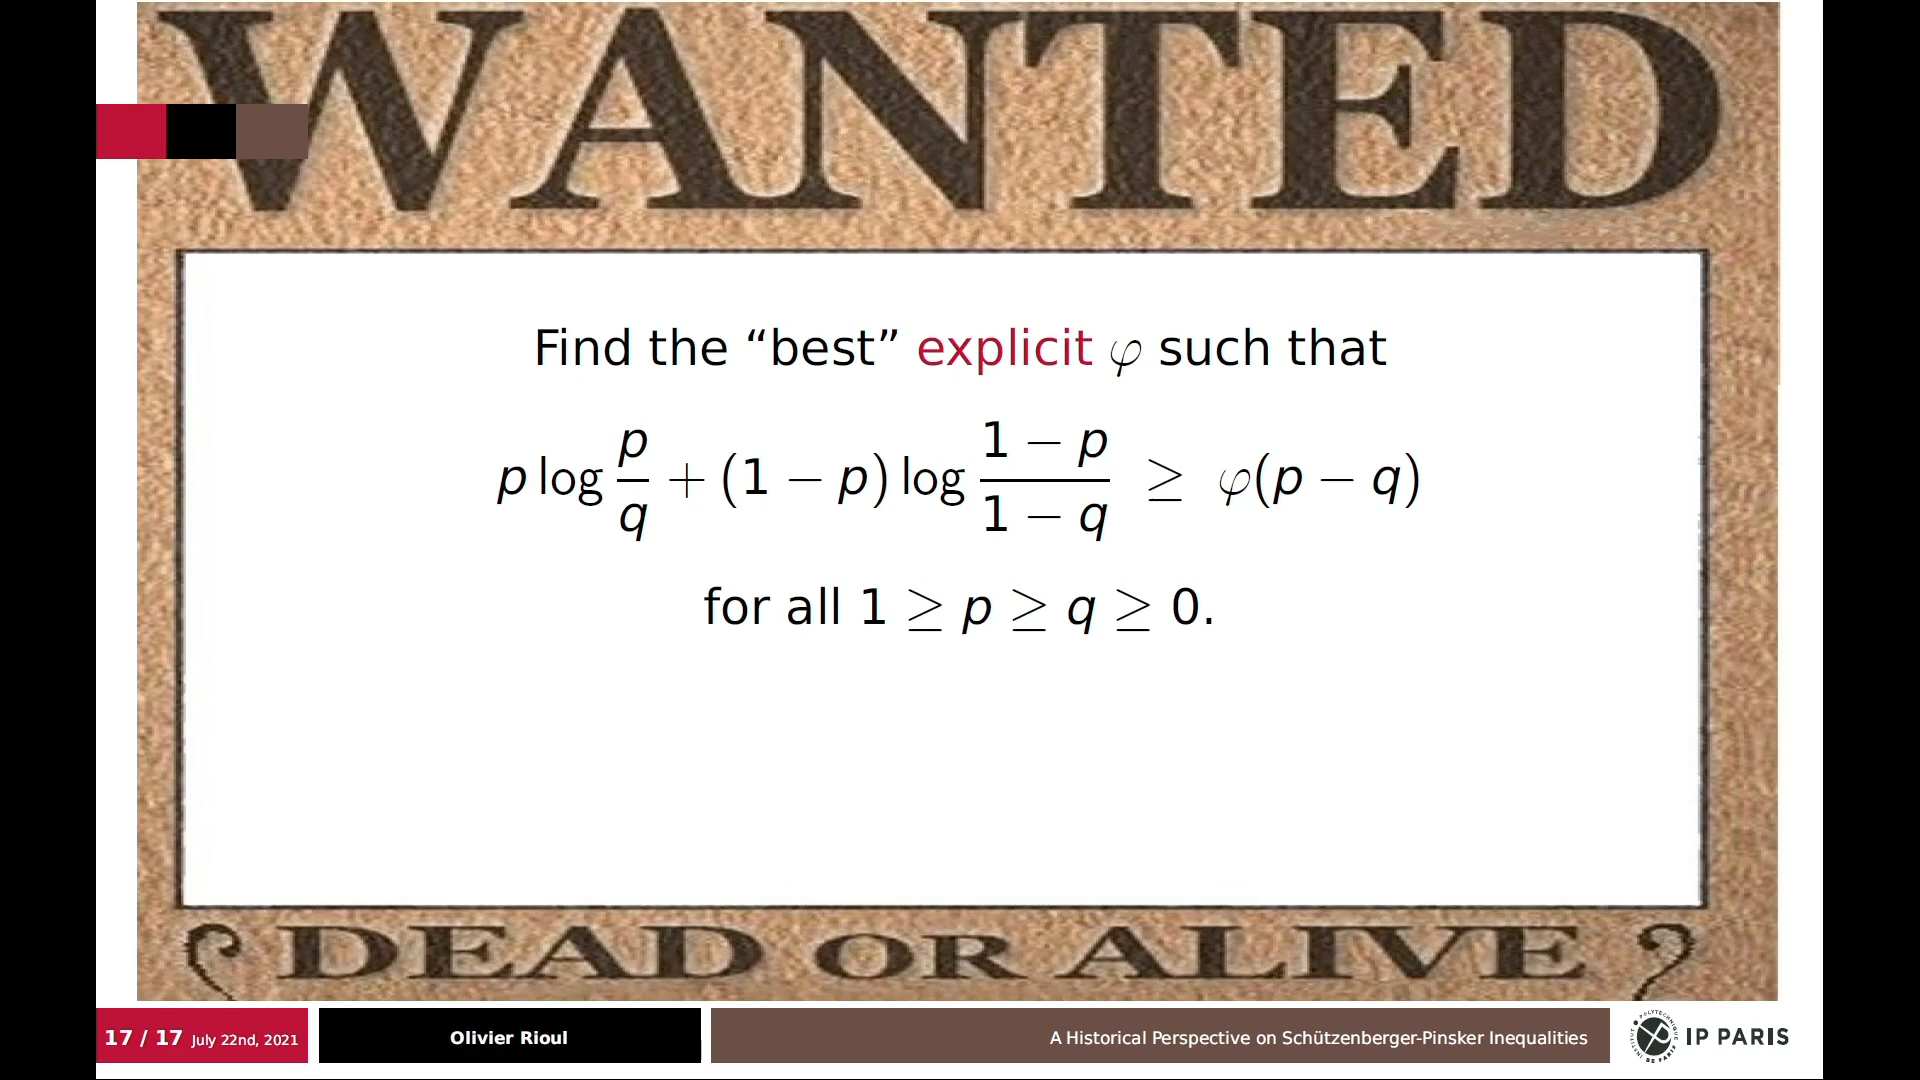 WANTED
Find the “best” explicit φ such that
p log p/q + (1 − p) log (1 − p)/(1 − q) ≥ φ(p − q)
for all 1 ≥ p ≥ q ≥ 0.
DEAD OR ALIVE
17 / 17 July 22nd, 2021
Olivier Rioul
A Historical Perspective on Schützenberger-Pinsker Inequalities
IP PARIS